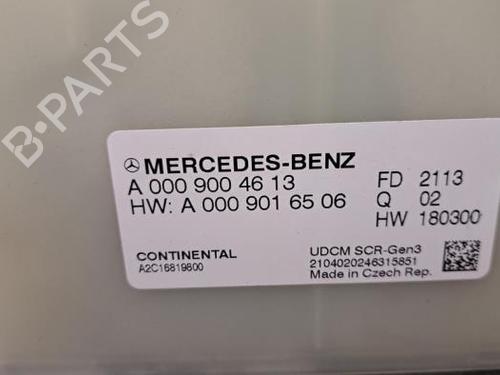 B-PARTS
MERCEDES-BENZ
A 000 900 46 13
HW: A 000 901 65 06
FD 2113
Q 02
HW 180300
CONTINENTAL
A2C16819800
UDCM SCR-Gen3
2104020246315851
Made in Czech Rep.